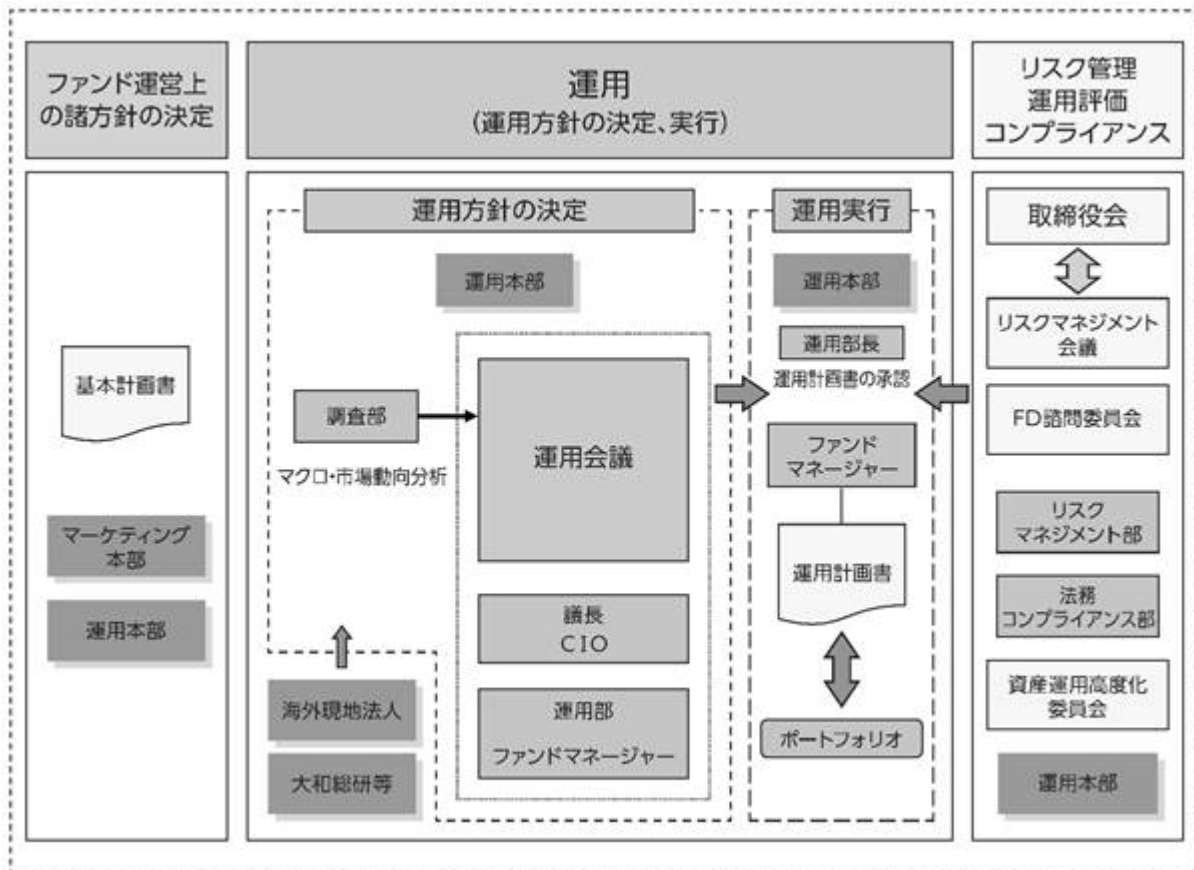 ファンド運営上
の諸方針の決定
運用
(運用方針の決定、実行)
リスク管理
運用評価
コンプライアンス
基本計画書
マーケティング
本部
運用本部
運用方針の決定
運用本部
調査部
マクロ・市場動向分析
運用会議
議長
CIO
運用部
ファンドマネージャー
海外現地法人
大和総研等
運用実行
運用本部
運用部長
運用計画書の承認
ファンド
マネージャー
運用計画書
ポートフォリオ
取締役会
リスクマネジメント
会議
FD諮問委員会
リスク
マネジメント部
法務
コンプライアンス部
資産運用高度化
委員会
運用本部